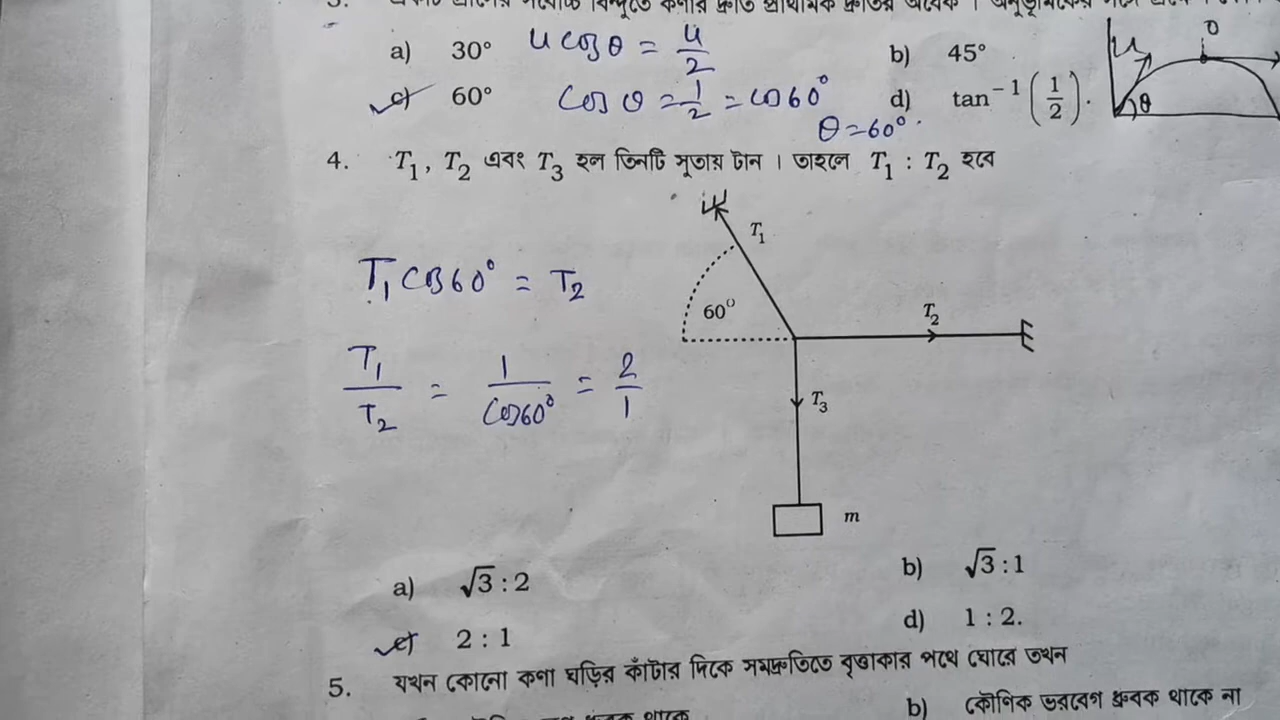 3.
a) 30° u cos θ = u/2 b) 45°
c) 60° Cos θ = 1/2 = cos 60° d) tan⁻¹ (1/2).
θ = 60°.
u
θ
4. T₁, T₂ এবং T₃ হল তিনটি সূতায় টান । তাহলে T₁ : T₂ হবে
T₁
T₁ cos 60° = T₂
60⁰
T₂
T₁/T₂ = 1/cos 60° = 2/1
T₃
m
a) √3 : 2 b) √3 : 1
c) 2 : 1 d) 1 : 2.
5. যখন কোনো কণা ঘড়ির কাঁটার দিকে সমদ্রুতিতে বৃত্তাকার পথে ঘোরে তখন
b) কৌণিক ভরবেগ ধ্রুবক থাকে না
ধ্রুবক থাকে